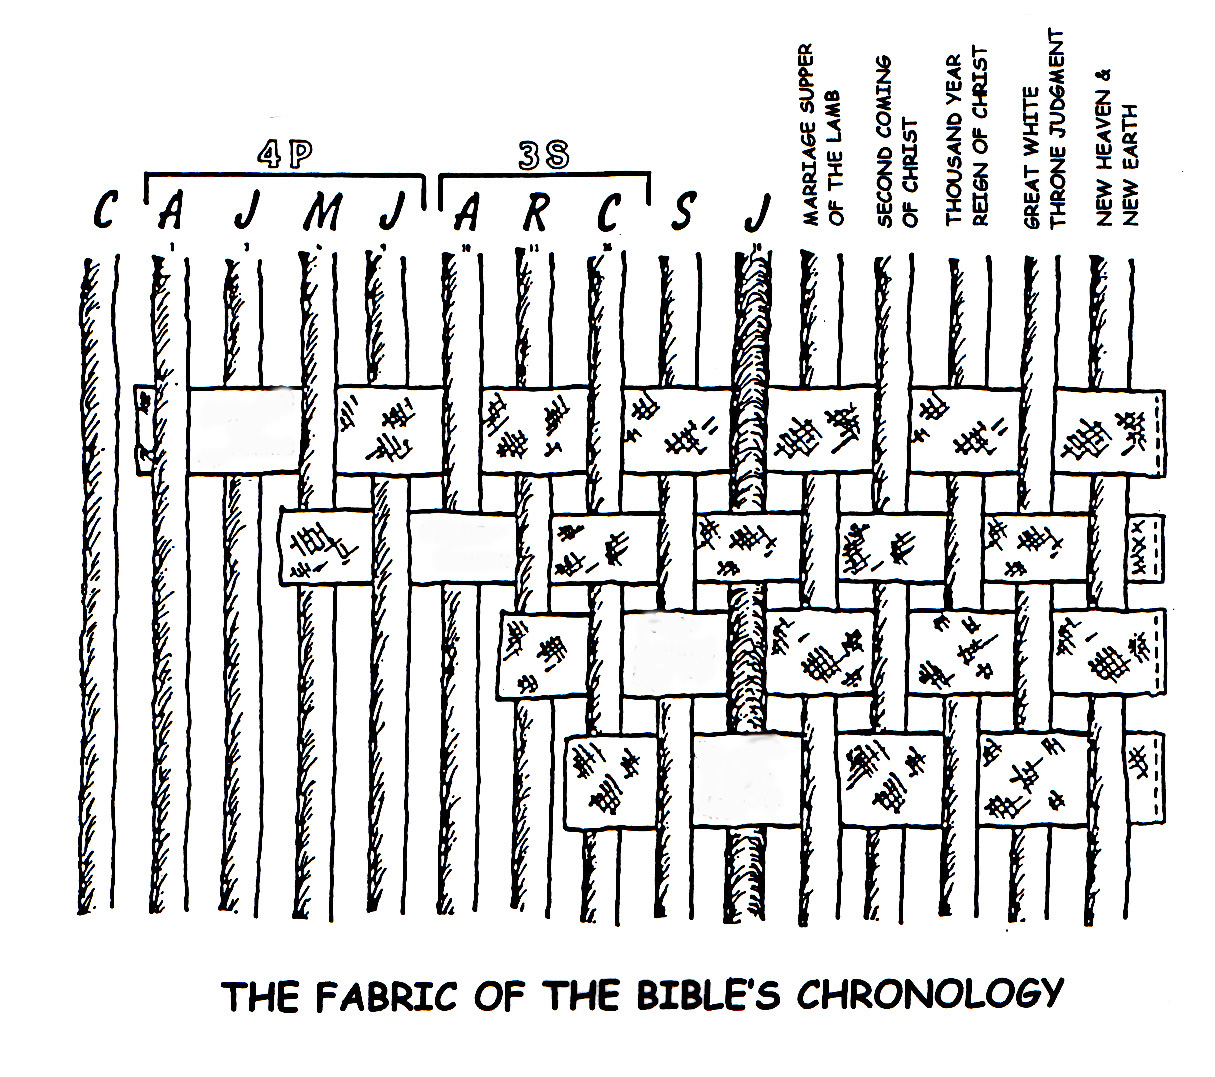 4P 3S
C A J M J A R C S J
MARRIAGE SUPPER
OF THE LAMB
SECOND COMING
OF CHRIST
THOUSAND YEAR
REIGN OF CHRIST
GREAT WHITE
THRONE JUDGMENT
NEW HEAVEN &
NEW EARTH
THE FABRIC OF THE BIBLE'S CHRONOLOGY